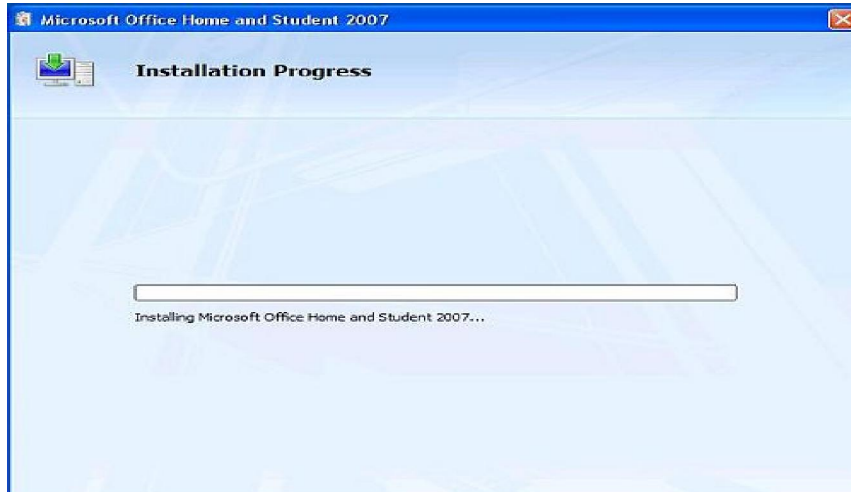 Microsoft Office Home and Student 2007
Installation Progress
Installing Microsoft Office Home and Student 2007...